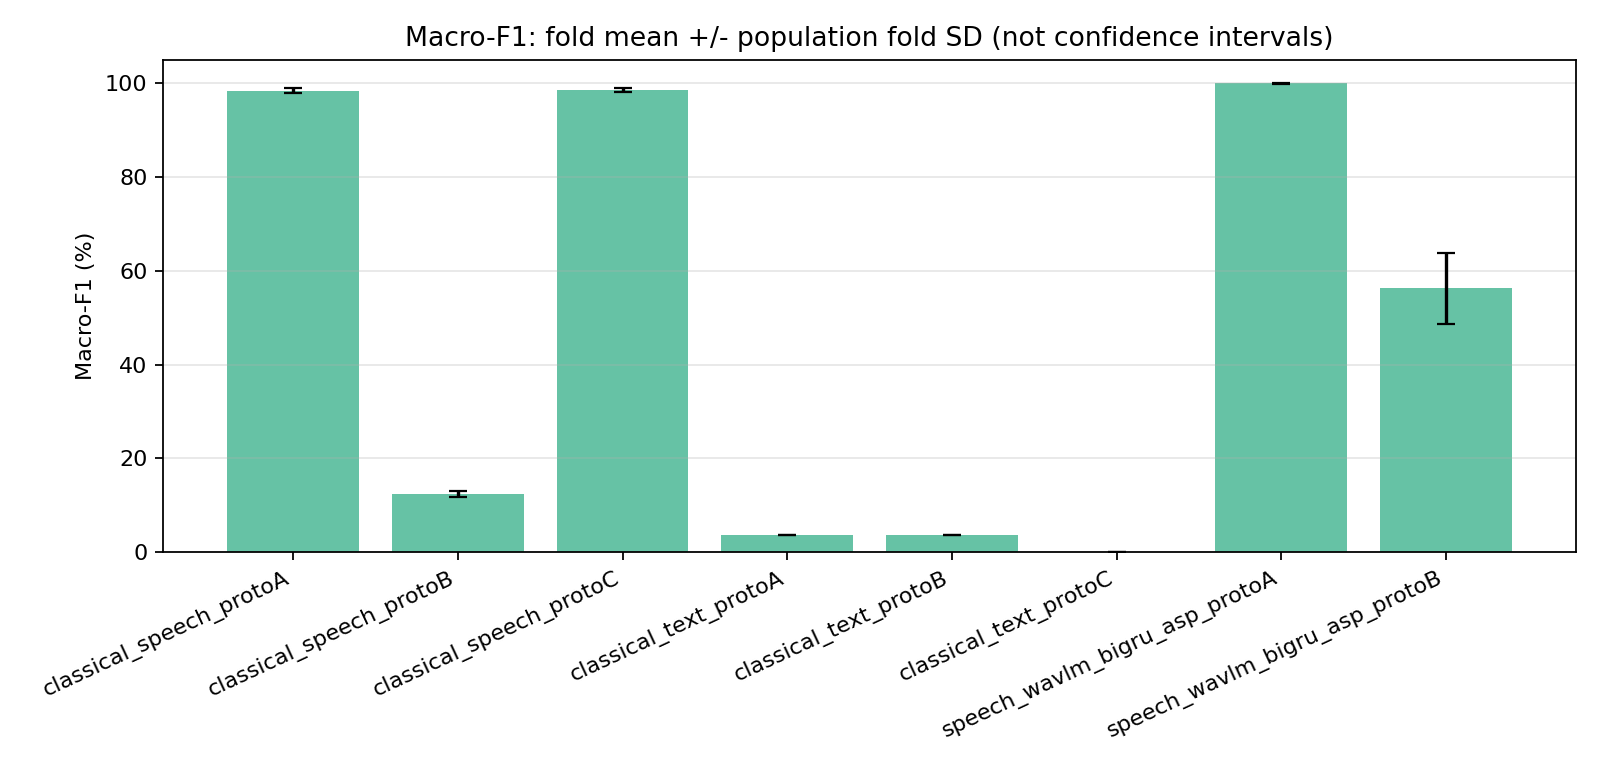 Macro-F1: fold mean +/- population fold SD (not confidence intervals)
Macro-F1 (%)
100
80
60
40
20
0
classical_speech_protoA
classical_speech_protoB
classical_speech_protoC
classical_text_protoA
classical_text_protoB
classical_text_protoC
speech_wavlm_bigru_asp_protoA
speech_wavlm_bigru_asp_protoB